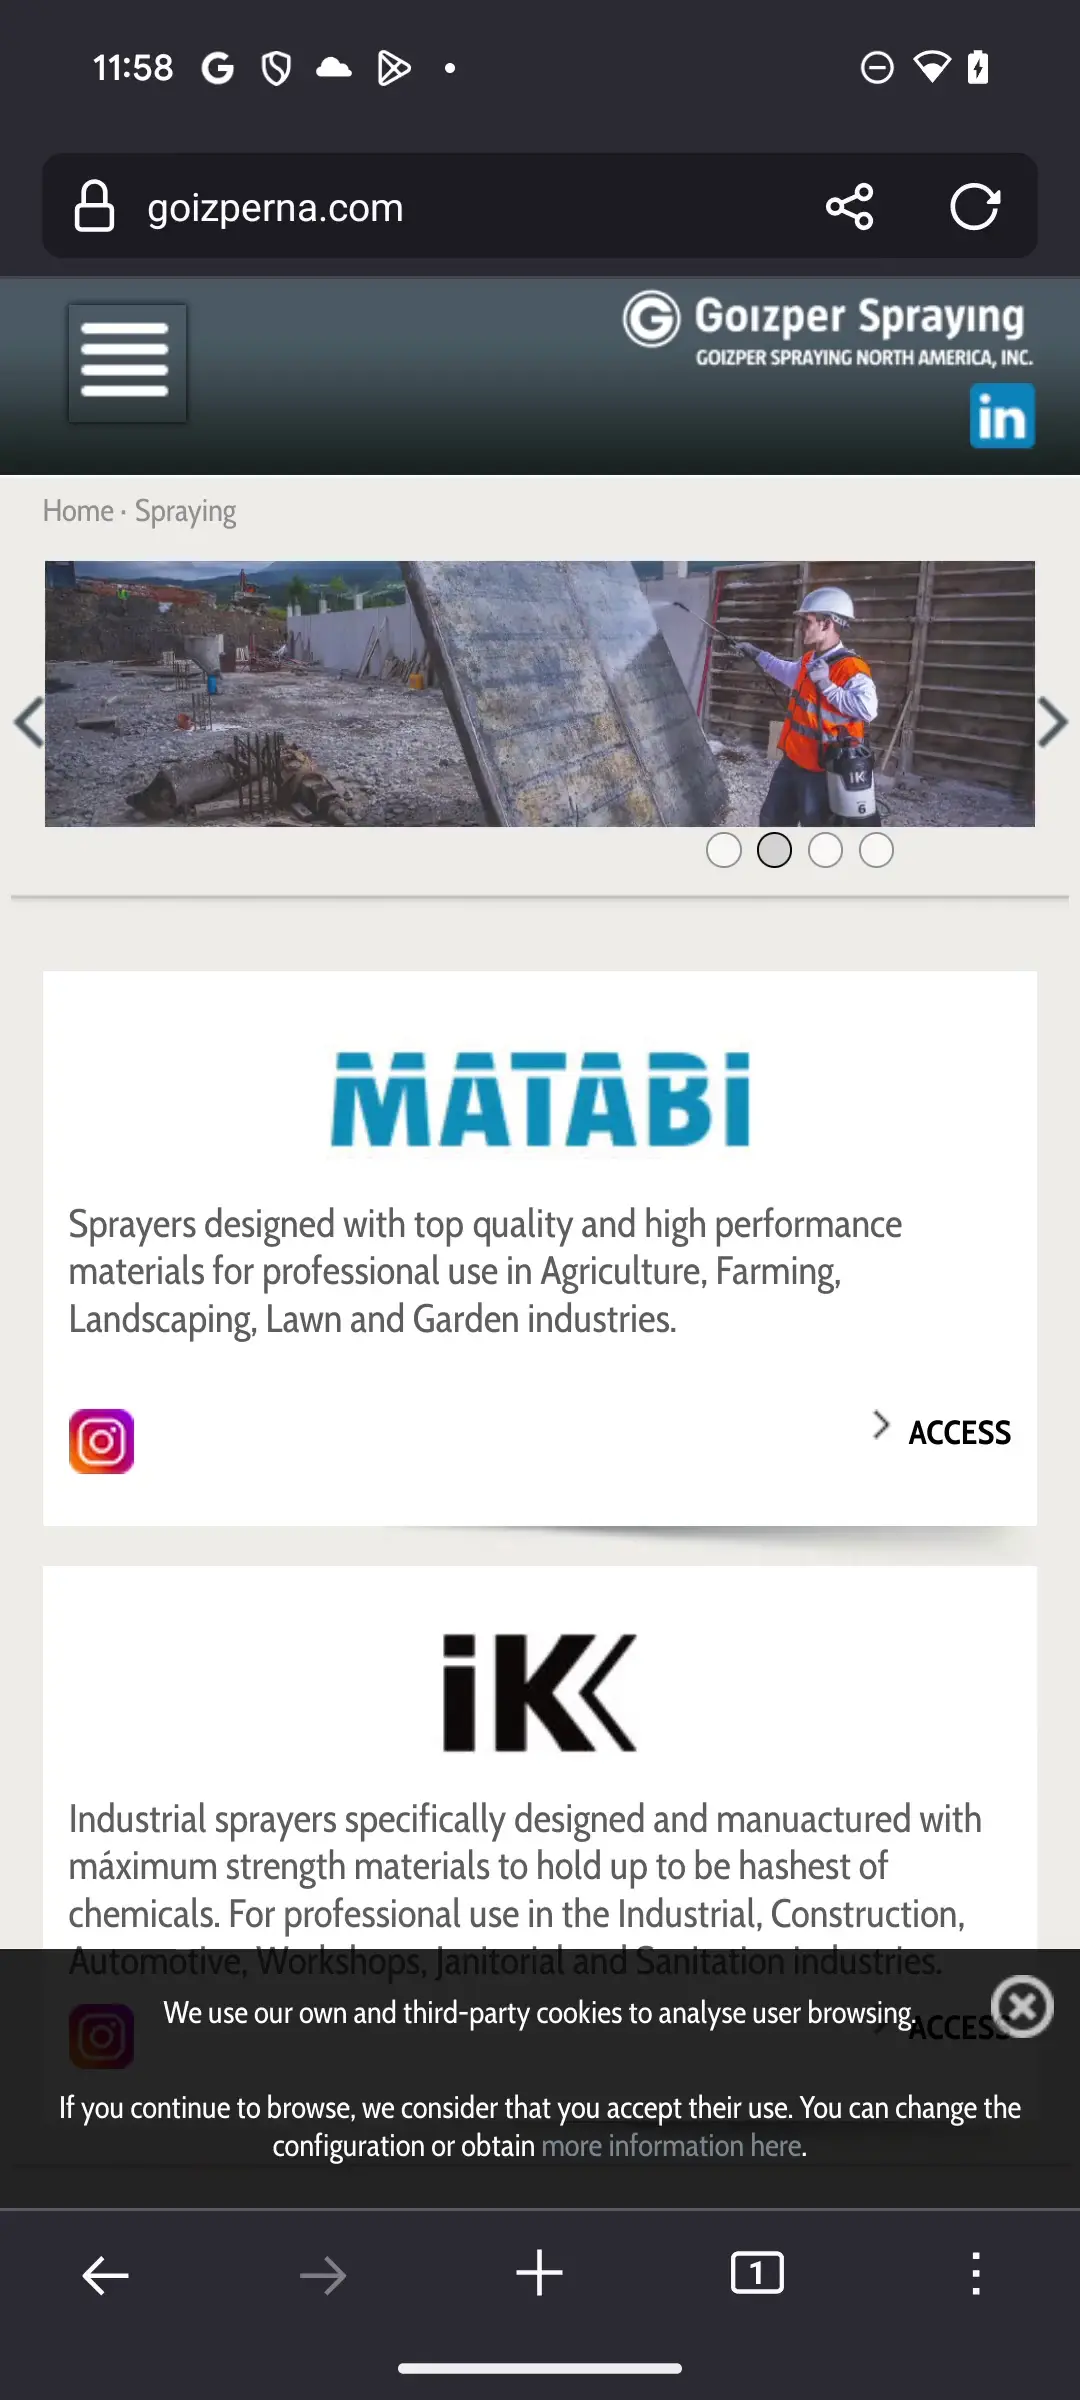 11:58
goizperna.com
Goizper Spraying
GOIZPER SPRAYING NORTH AMERICA, INC.
in
Home · Spraying
iK
6
MATABi
Sprayers designed with top quality and high performance
materials for professional use in Agriculture, Farming,
Landscaping, Lawn and Garden industries.
ACCESS
iK
Industrial sprayers specifically designed and manuactured with
máximum strength materials to hold up to be hashest of
chemicals. For professional use in the Industrial, Construction,
Automotive, Workshops, Janitorial and Sanitation industries.
We use our own and third-party cookies to analyse user browsing.
ACCESS
If you continue to browse, we consider that you accept their use. You can change the
configuration or obtain more information here.
1